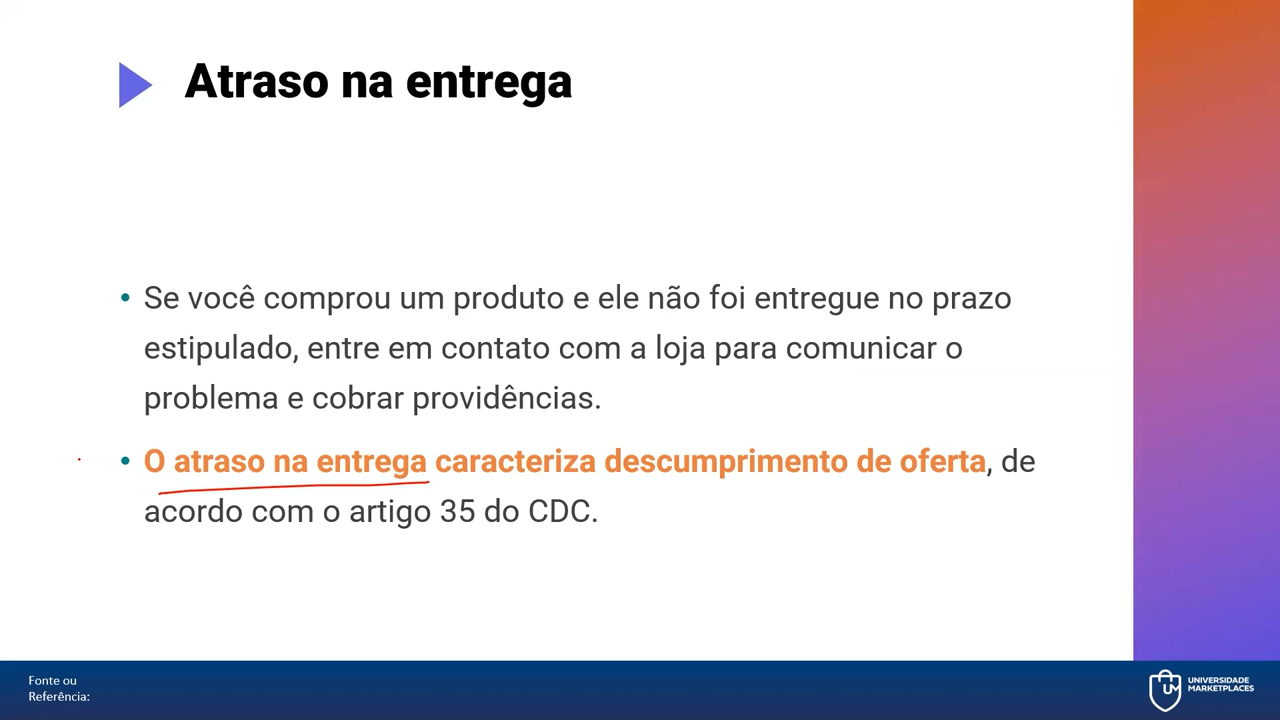 Atraso na entrega
• Se você comprou um produto e ele não foi entregue no prazo
estipulado, entre em contato com a loja para comunicar o
problema e cobrar providências.
• O atraso na entrega caracteriza descumprimento de oferta, de
acordo com o artigo 35 do CDC.
Fonte ou
Referência:
UM
UNIVERSIDADE
MARKETPLACES